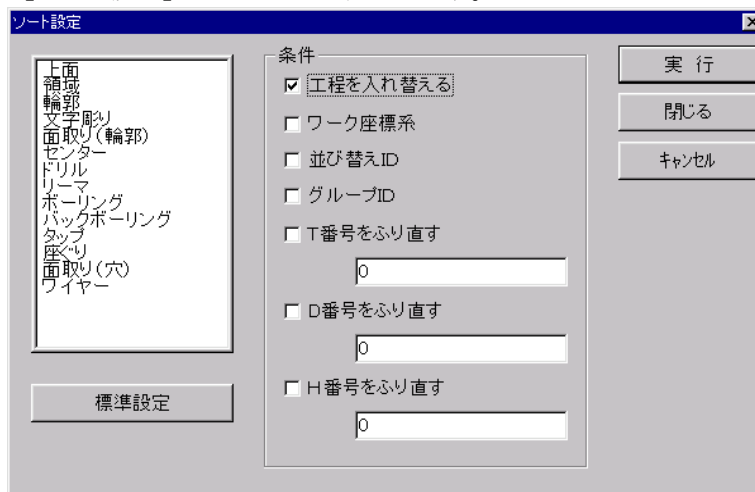 ソート設定
上面
領域
輪郭
文字彫り
面取り(輪郭)
センター
ドリル
リーマ
ボーリング
バックボーリング
タップ
座ぐり
面取り(穴)
ワイヤー
標準設定
条件
工程を入れ替える
ワーク座標系
並び替えID
グループID
T番号をふり直す
0
D番号をふり直す
0
H番号をふり直す
0
実 行
閉じる
キャンセル